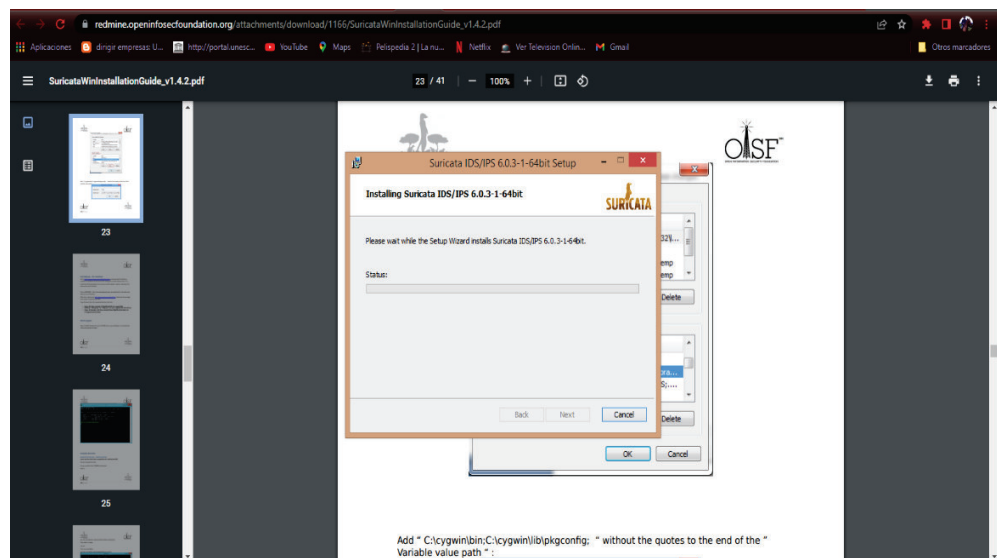 redmine.openinfosecfoundation.org/attachments/download/1166/SuricataWinInstallationGuide_v1.4.2.pdf
Aplicaciones dirigir empresas: U... http://portal.unesc... YouTube Maps Pelispedia 2 | La nu... Netflix Ver Television Onlin... Gmail Otros marcadores
SuricataWinInstallationGuide_v1.4.2.pdf 23 / 41 100%
23
24
25
OISF
Suricata IDS/IPS 6.0.3-1-64bit Setup
Installing Suricata IDS/IPS 6.0.3-1-64bit
SURICATA
Please wait while the Setup Wizard installs Suricata IDS/IPS 6.0.3-1-64bit.
Status:
Back Next Cancel
emp
emp
Delete
Delete
OK Cancel
Add " C:\cygwin\bin;C:\cygwin\lib\pkgconfig; " without the quotes to the end of the "
Variable value path " :